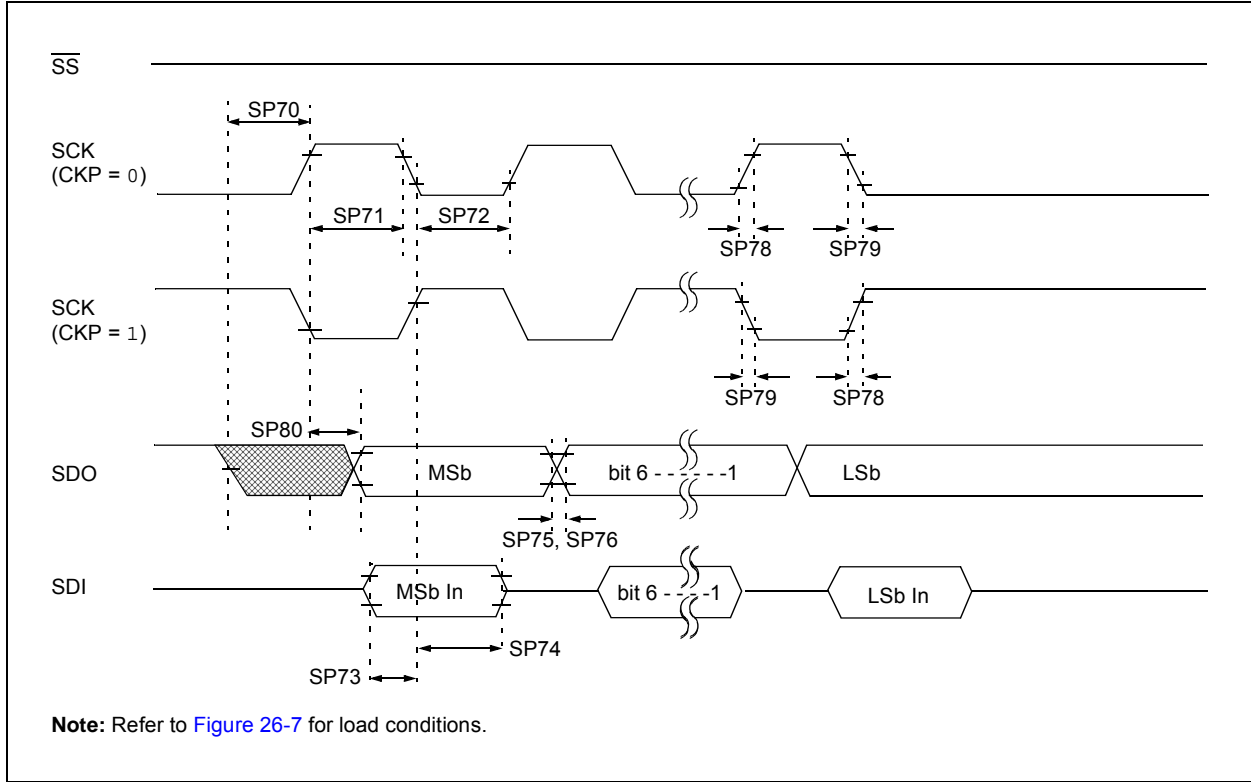 SS
SP70
SCK
(CKP = 0)
SP71
SP72
SP78
SP79
SCK
(CKP = 1)
SP79
SP78
SP80
SDO
MSb
bit 6 - - - - - -1
LSb
SP75, SP76
SDI
MSb In
bit 6 - - - -1
LSb In
SP74
SP73
Note: Refer to Figure 26-7 for load conditions.